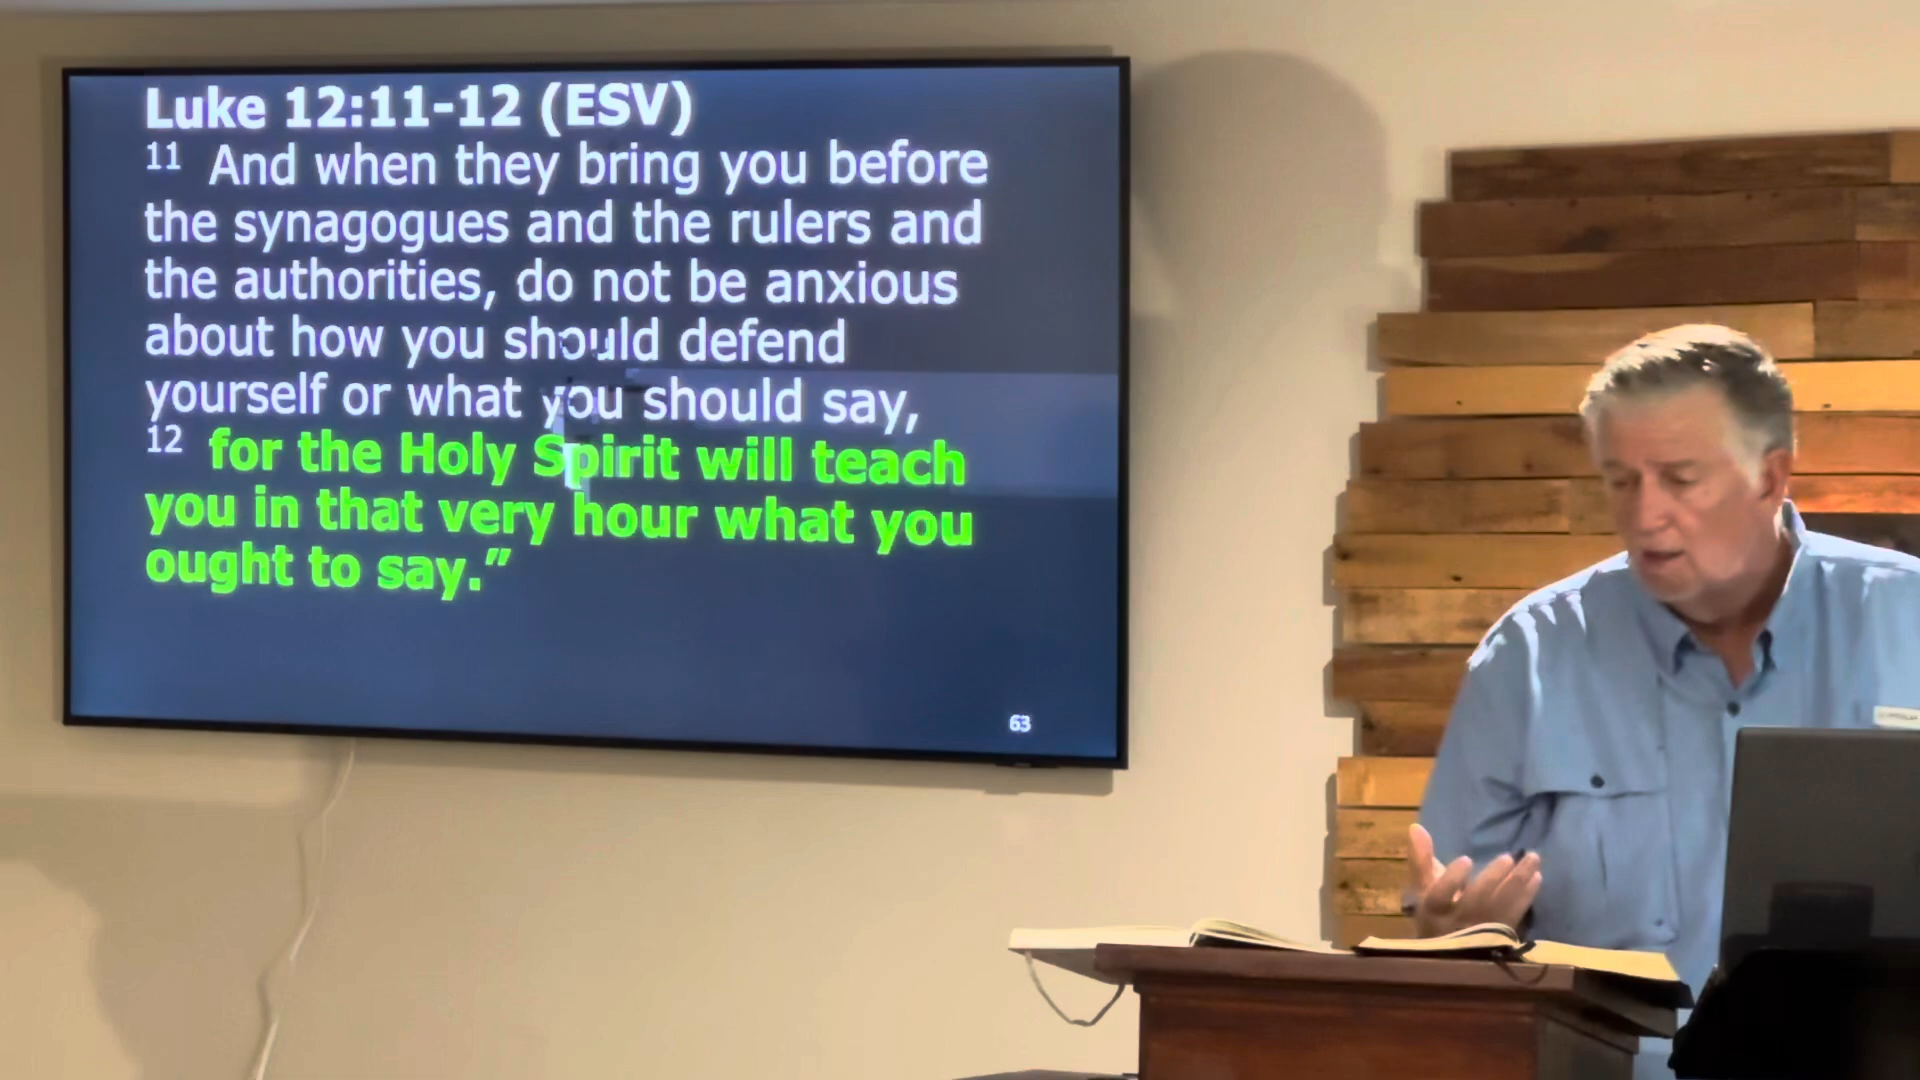 Luke 12:11-12 (ESV)
11 And when they bring you before
the synagogues and the rulers and
the authorities, do not be anxious
about how you should defend
yourself or what you should say,
12 for the Holy Spirit will teach
you in that very hour what you
ought to say.”
63